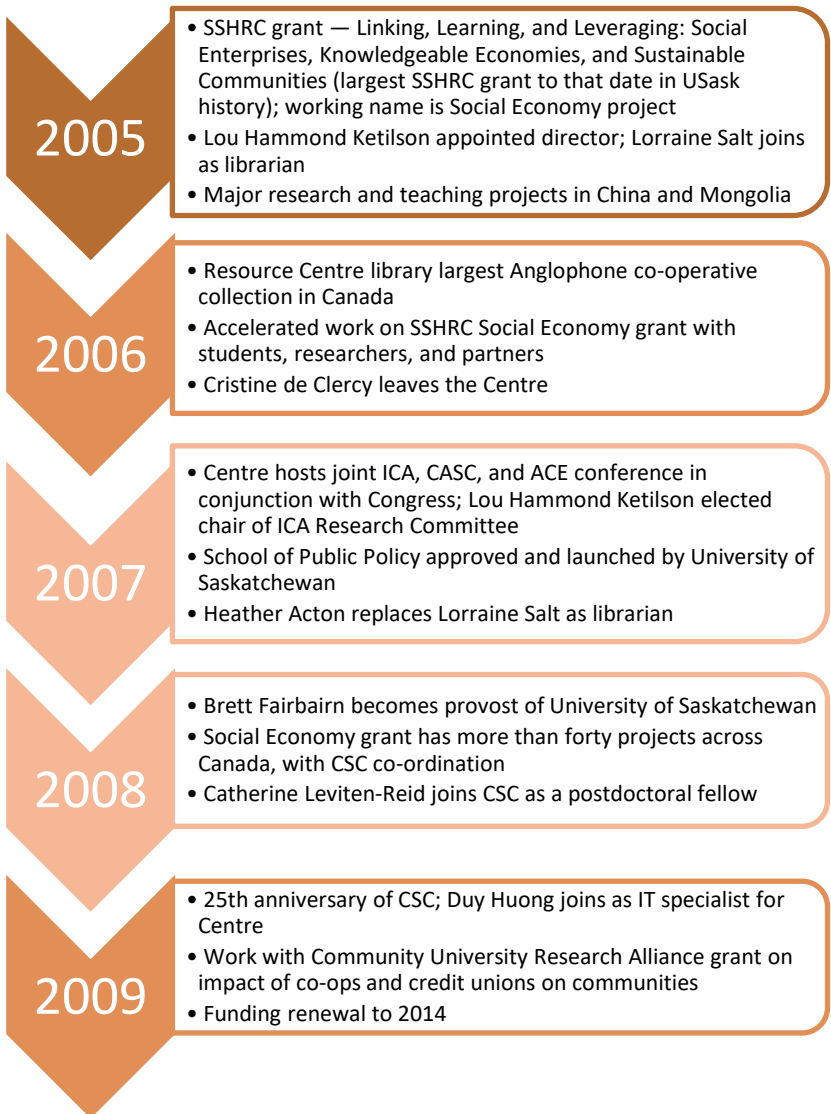 2005
• SSHRC grant — Linking, Learning, and Leveraging: Social
Enterprises, Knowledgeable Economies, and Sustainable
Communities (largest SSHRC grant to that date in USask
history); working name is Social Economy project
• Lou Hammond Ketilson appointed director; Lorraine Salt joins
as librarian
• Major research and teaching projects in China and Mongolia
2006
• Resource Centre library largest Anglophone co-operative
collection in Canada
• Accelerated work on SSHRC Social Economy grant with
students, researchers, and partners
• Cristine de Clercy leaves the Centre
2007
• Centre hosts joint ICA, CASC, and ACE conference in
conjunction with Congress; Lou Hammond Ketilson elected
chair of ICA Research Committee
• School of Public Policy approved and launched by University of
Saskatchewan
• Heather Acton replaces Lorraine Salt as librarian
2008
• Brett Fairbairn becomes provost of University of Saskatchewan
• Social Economy grant has more than forty projects across
Canada, with CSC co-ordination
• Catherine Leviten-Reid joins CSC as a postdoctoral fellow
2009
• 25th anniversary of CSC; Duy Huong joins as IT specialist for
Centre
• Work with Community University Research Alliance grant on
impact of co-ops and credit unions on communities
• Funding renewal to 2014